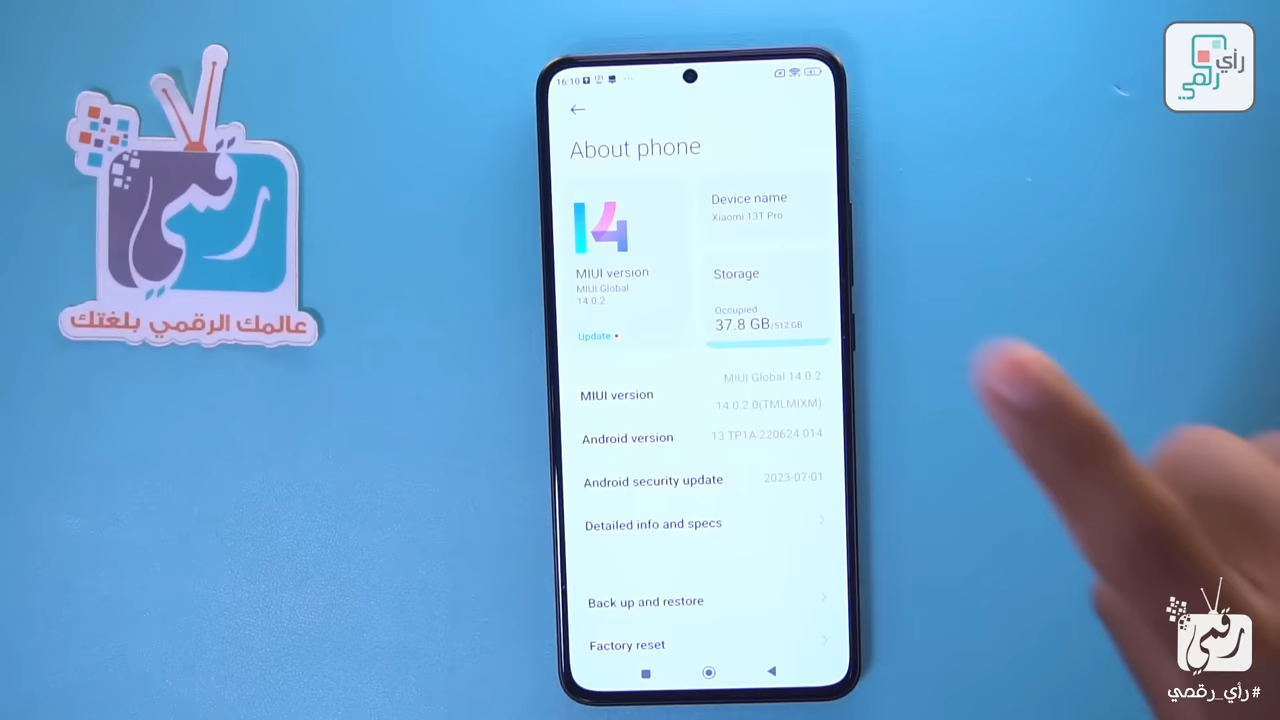 رقمي
عالمك الرقمي بلغتك
16:10
About phone
MIUI version
MIUI Global
14.0.2
Update
Device name
Xiaomi 13T Pro
Storage
Occupied
37.8 GB/512 GB
MIUI version
MIUI Global 14.0.2
14.0.2.0(TMLMIXM)
Android version
13 TP1A.220624.014
Android security update
2023-07-01
Detailed info and specs
Back up and restore
Factory reset
رأي
رقمي
رقمي
#رأي_رقمي